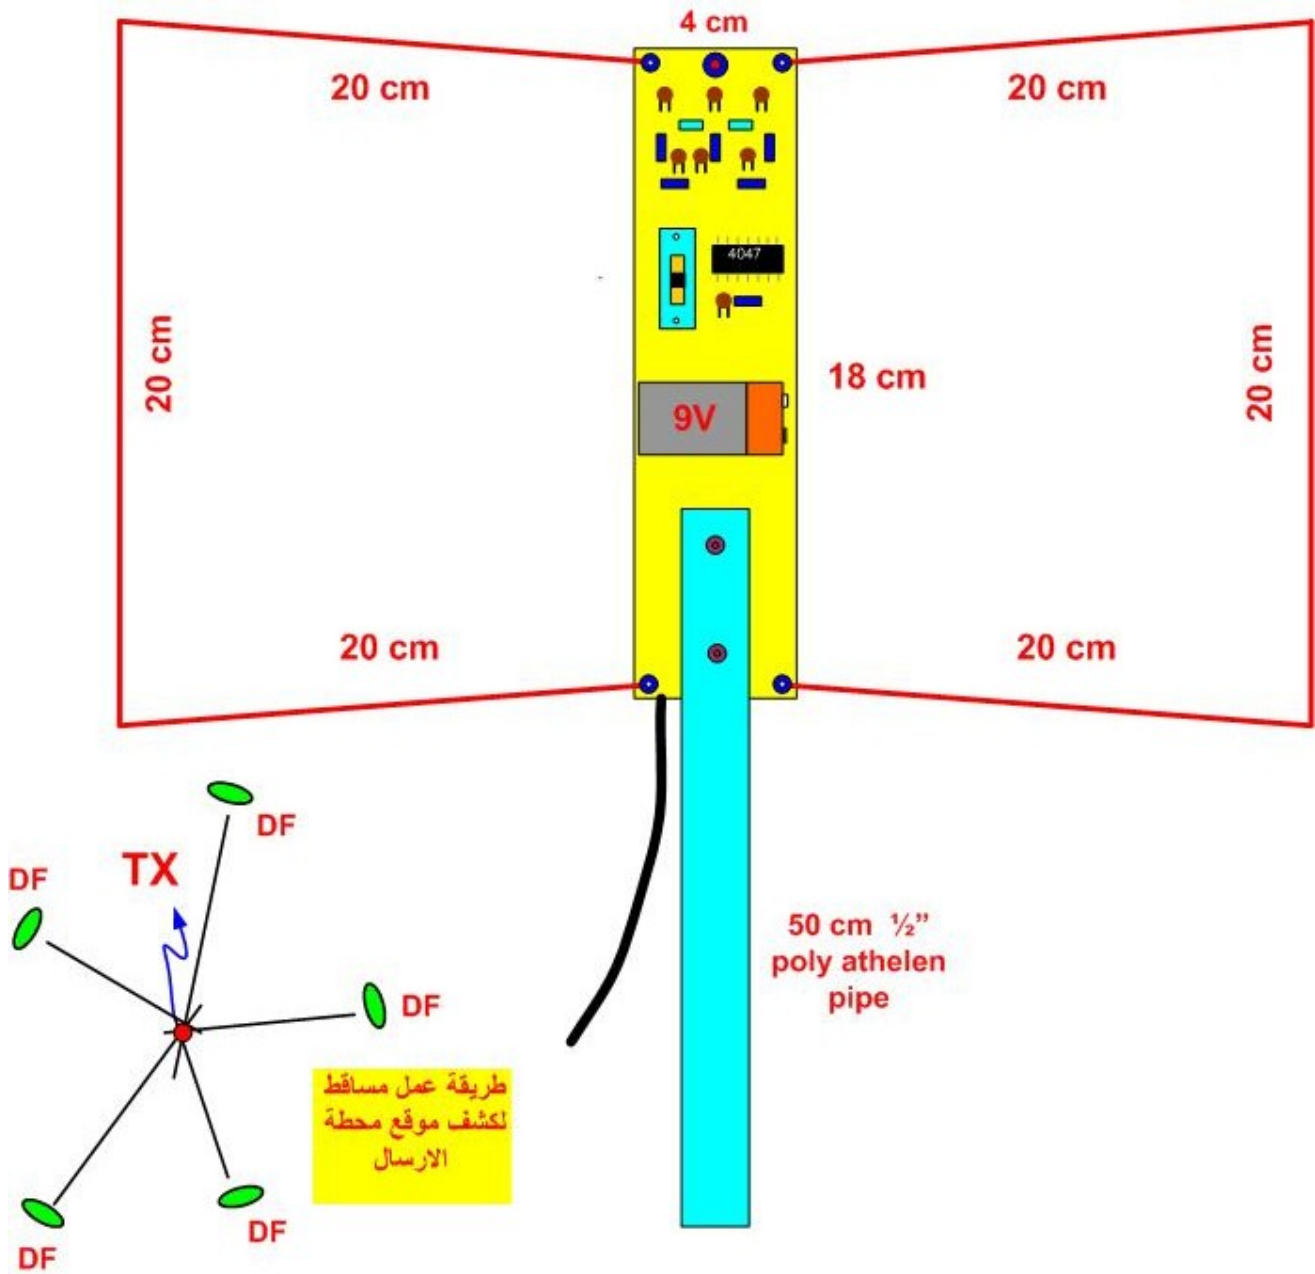 4 cm
20 cm
20 cm
4047
20 cm
18 cm
20 cm
9V
20 cm
20 cm
DF
TX
DF
DF
DF
DF
50 cm ½”
poly athelen
pipe
طريقة عمل مساقط
لكشف موقع محطة
الارسال